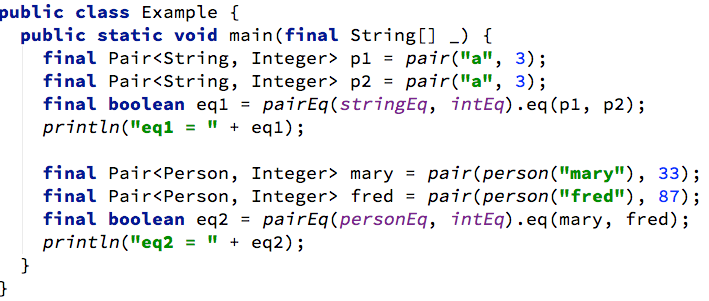 public class Example {
  public static void main(final String[] _) {
    final Pair<String, Integer> p1 = pair("a", 3);
    final Pair<String, Integer> p2 = pair("a", 3);
    final boolean eq1 = pairEq(stringEq, intEq).eq(p1, p2);
    println("eq1 = " + eq1);

    final Pair<Person, Integer> mary = pair(person("mary"), 33);
    final Pair<Person, Integer> fred = pair(person("fred"), 87);
    final boolean eq2 = pairEq(personEq, intEq).eq(mary, fred);
    println("eq2 = " + eq2);
  }
}